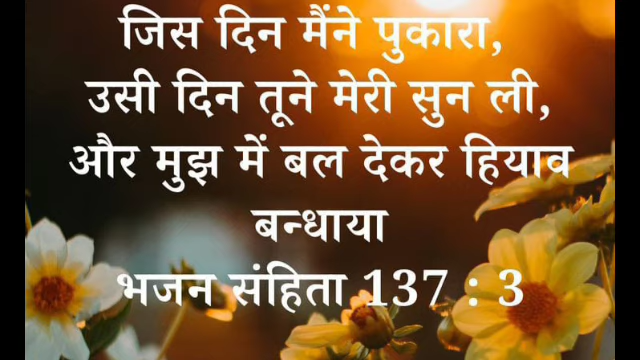 जिस दिन मैंने पुकारा,
उसी दिन तूने मेरी सुन ली,
और मुझ में बल देकर हियाव
बन्धाया
भजन संहिता 137 : 3